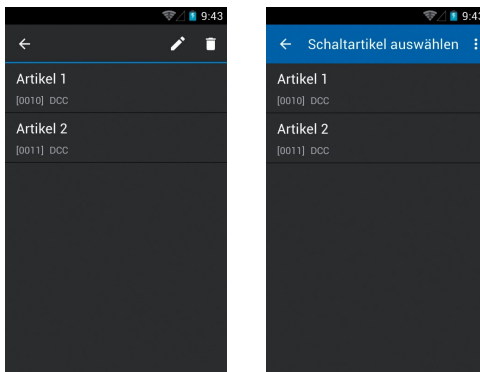 9:43
Artikel 1
[0010] DCC
Artikel 2
[0011] DCC
9:43
Schaltartikel auswählen
Artikel 1
[0010] DCC
Artikel 2
[0011] DCC